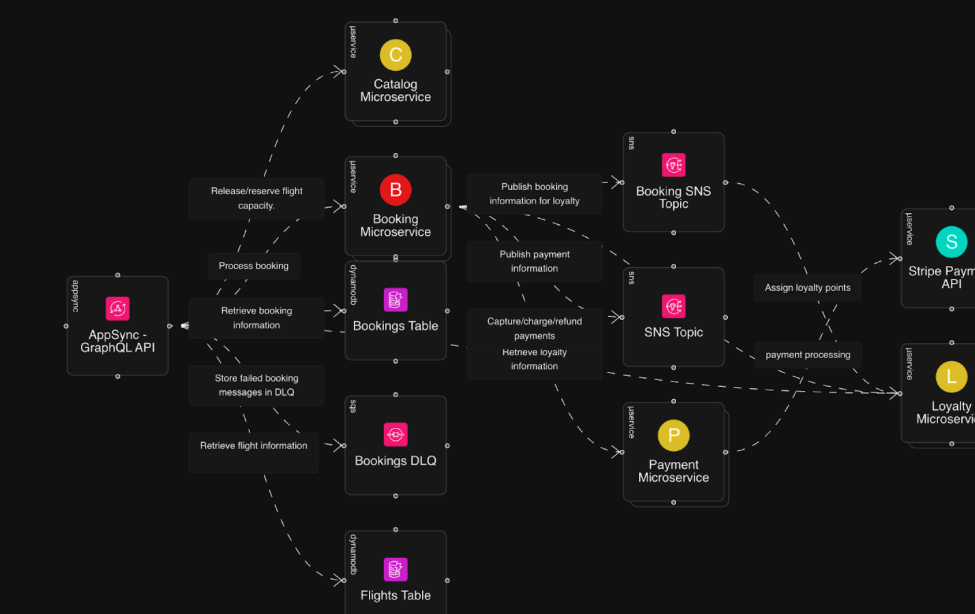 μservice
C
Catalog
Microservice
Release/reserve flight
capacity.
μservice
B
Booking
Microservice
Process booking
appsync
AppSync -
GraphQL API
Retrieve booking
information
dynamodb
Bookings Table
Store failed booking
messages in DLQ
sqs
Bookings DLQ
Retrieve flight information
dynamodb
Flights Table
Publish booking
information for loyalty
Publish payment
information
Capture/charge/refund
payments
Retrieve loyalty
information
sns
Booking SNS
Topic
sns
SNS Topic
μservice
P
Payment
Microservice
Assign loyalty points
payment processing
μservice
S
Stripe Paym
API
μservice
L
Loyalty
Microservi